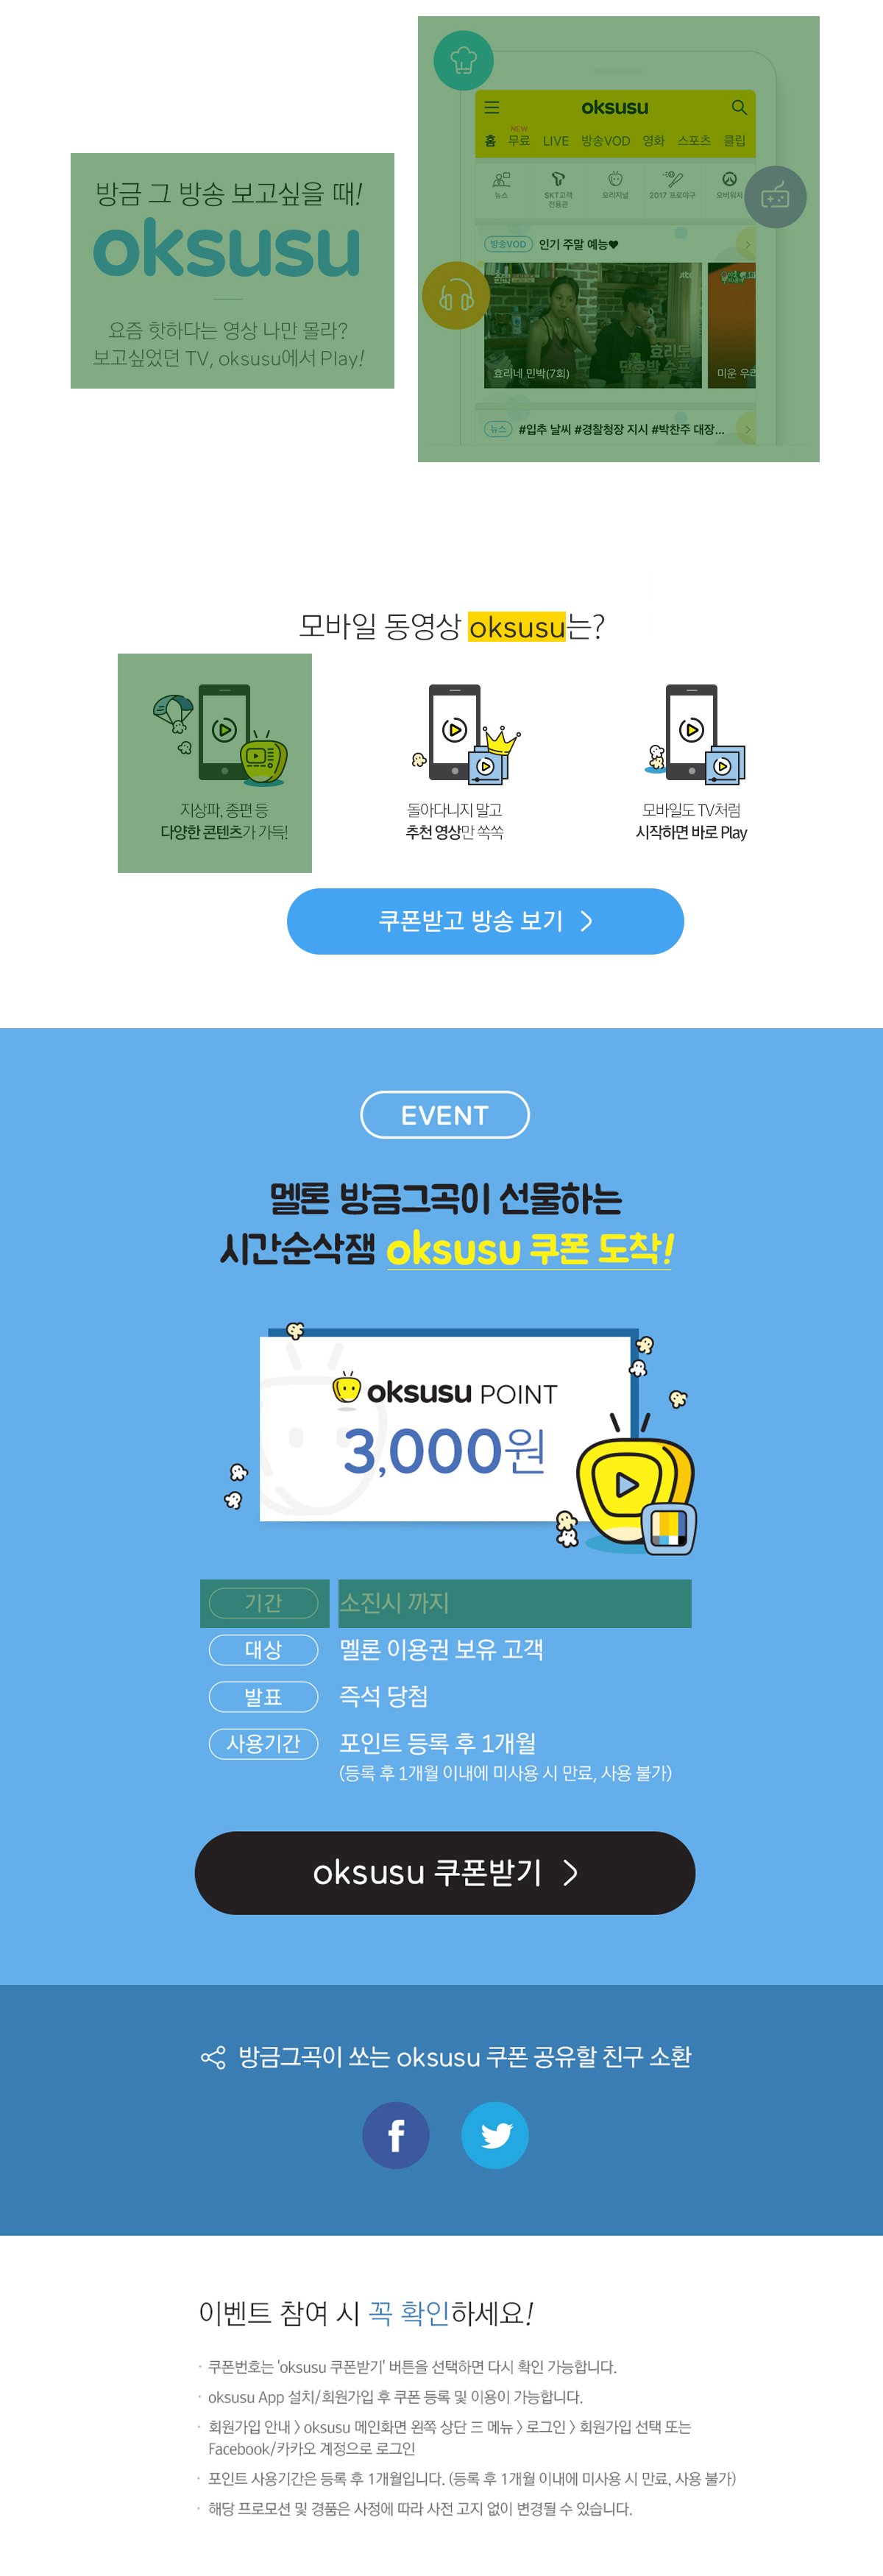 방금 그 방송 보고싶을 때!
oksusu
요즘 핫하다는 영상 나만 몰라?
보고싶었던 TV, oksusu에서 Play!
oksusu
NEW
홈 무료 LIVE 방송VOD 영화 스포츠 클립
뉴스 SKT고객 전용관 오리지널 2017 프로야구 오버워치
방송VOD 인기 주말 예능♥
효리네 민박(7회)
효리표
단호박 수프
미운 우리
뉴스 #입추 날씨 #경찰청장 지시 #박찬주 대장...
모바일 동영상 oksusu는?
지상파, 종편 등
다양한 콘텐츠가 가득!
돌아다니지 말고
추천 영상만 쏙쏙
모바일도 TV처럼
시작하면 바로 Play
쿠폰받고 방송 보기 >
EVENT
멜론 방금그곡이 선물하는
시간순삭잼 oksusu 쿠폰 도착!
oksusu POINT
3,000원
기간 소진시 까지
대상 멜론 이용권 보유 고객
발표 즉석 당첨
사용기간 포인트 등록 후 1개월
(등록 후 1개월 이내에 미사용 시 만료, 사용 불가)
oksusu 쿠폰받기 >
방금그곡이 쏘는 oksusu 쿠폰 공유할 친구 소환
이벤트 참여 시 꼭 확인하세요!
· 쿠폰번호는 'oksusu 쿠폰받기' 버튼을 선택하면 다시 확인 가능합니다.
· oksusu App 설치/회원가입 후 쿠폰 등록 및 이용이 가능합니다.
· 회원가입 안내 > oksusu 메인화면 왼쪽 상단 三 메뉴 > 로그인 > 회원가입 선택 또는
Facebook/카카오 계정으로 로그인
· 포인트 사용기간은 등록 후 1개월입니다. (등록 후 1개월 이내에 미사용 시 만료, 사용 불가)
· 해당 프로모션 및 경품은 사정에 따라 사전 고지 없이 변경될 수 있습니다.